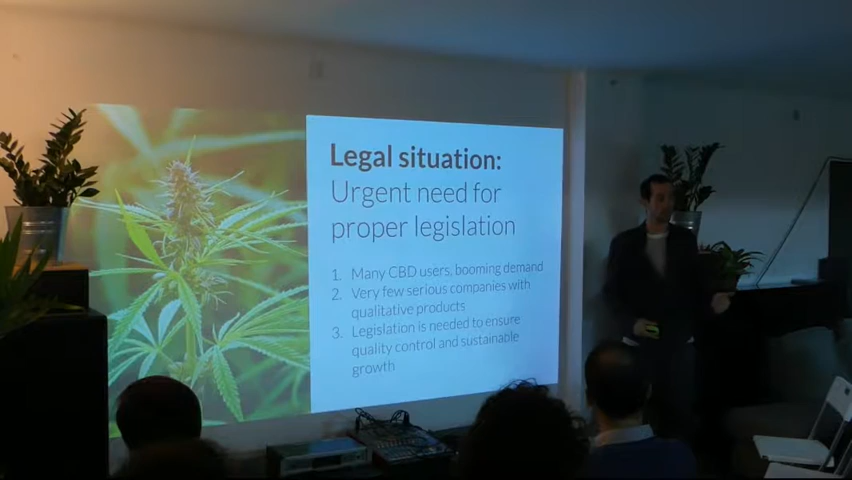 Legal situation:
Urgent need for
proper legislation
1. Many CBD users, booming demand
2. Very few serious companies with
qualitative products
3. Legislation is needed to ensure
quality control and sustainable
growth